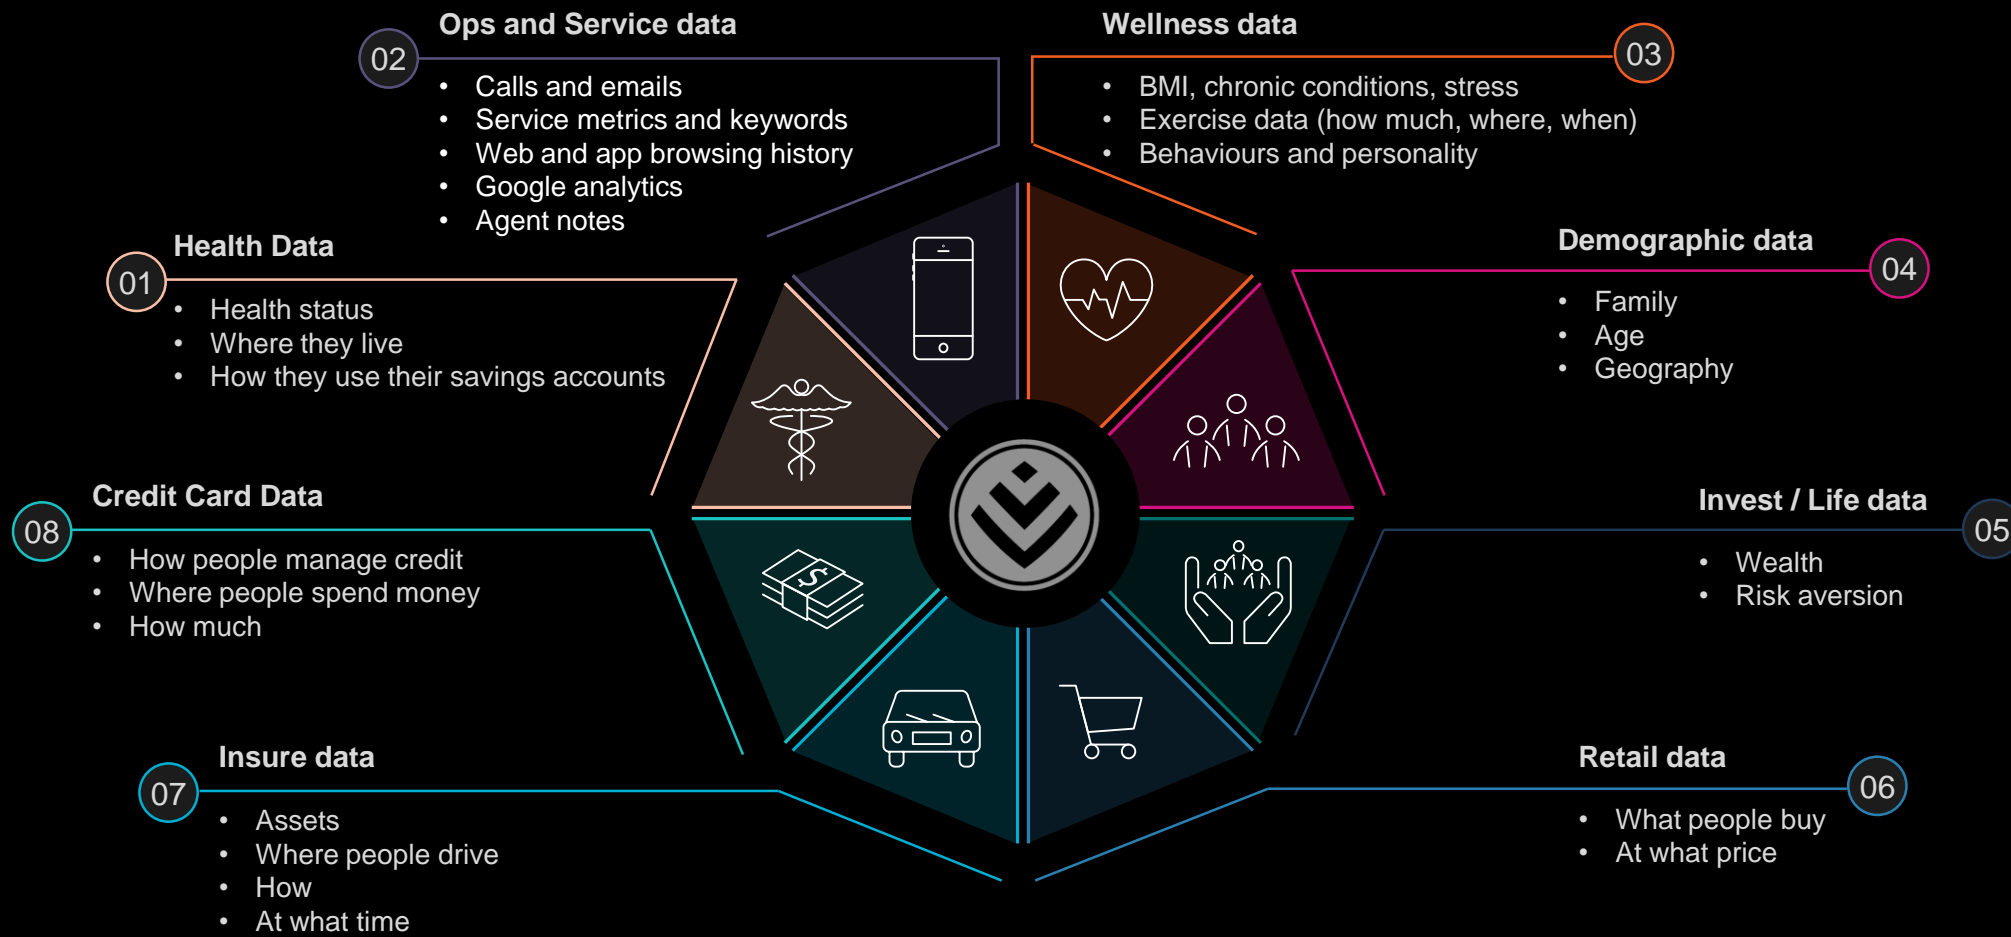 01
Health Data
• Health status
• Where they live
• How they use their savings accounts
02
Ops and Service data
• Calls and emails
• Service metrics and keywords
• Web and app browsing history
• Google analytics
• Agent notes
03
Wellness data
• BMI, chronic conditions, stress
• Exercise data (how much, where, when)
• Behaviours and personality
04
Demographic data
• Family
• Age
• Geography
05
Invest / Life data
• Wealth
• Risk aversion
06
Retail data
• What people buy
• At what price
07
Insure data
• Assets
• Where people drive
• How
• At what time
08
Credit Card Data
• How people manage credit
• Where people spend money
• How much
$